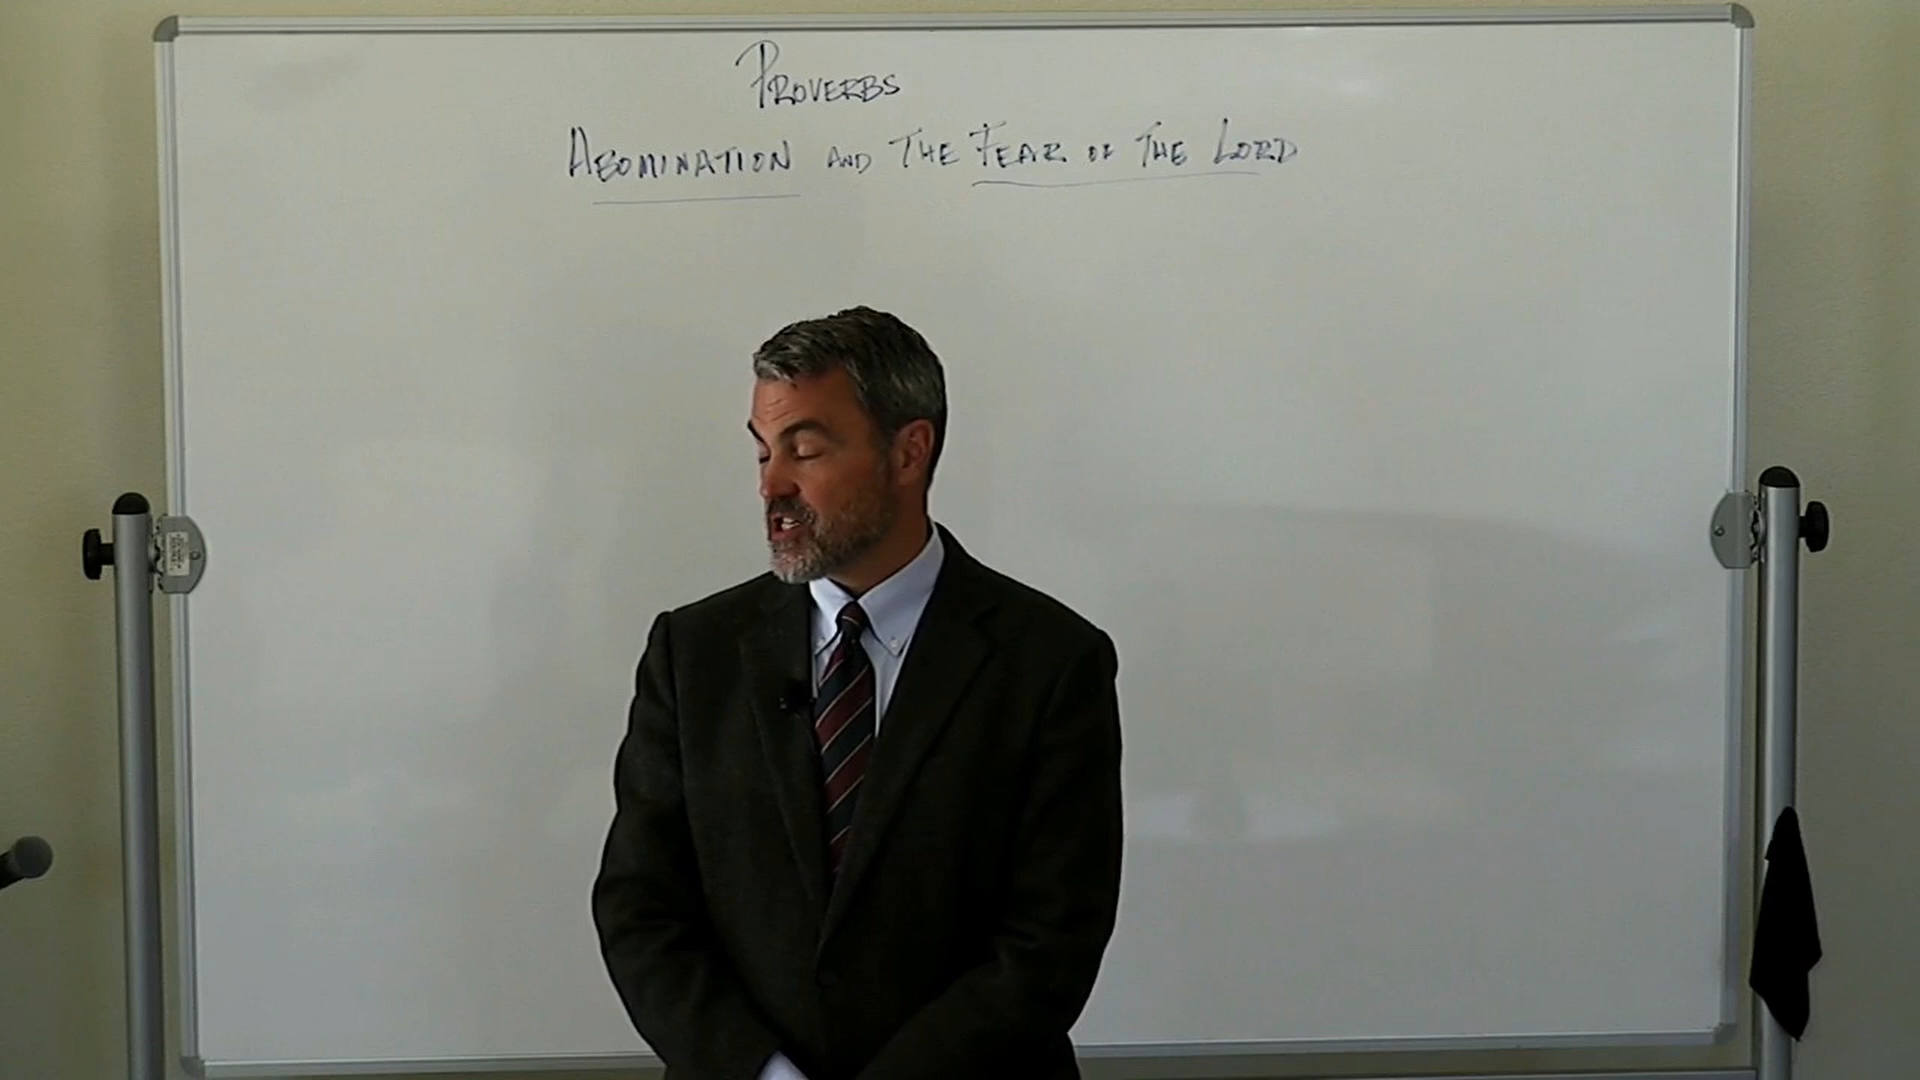 PROVERBS
ABOMINATION AND THE FEAR OF THE LORD